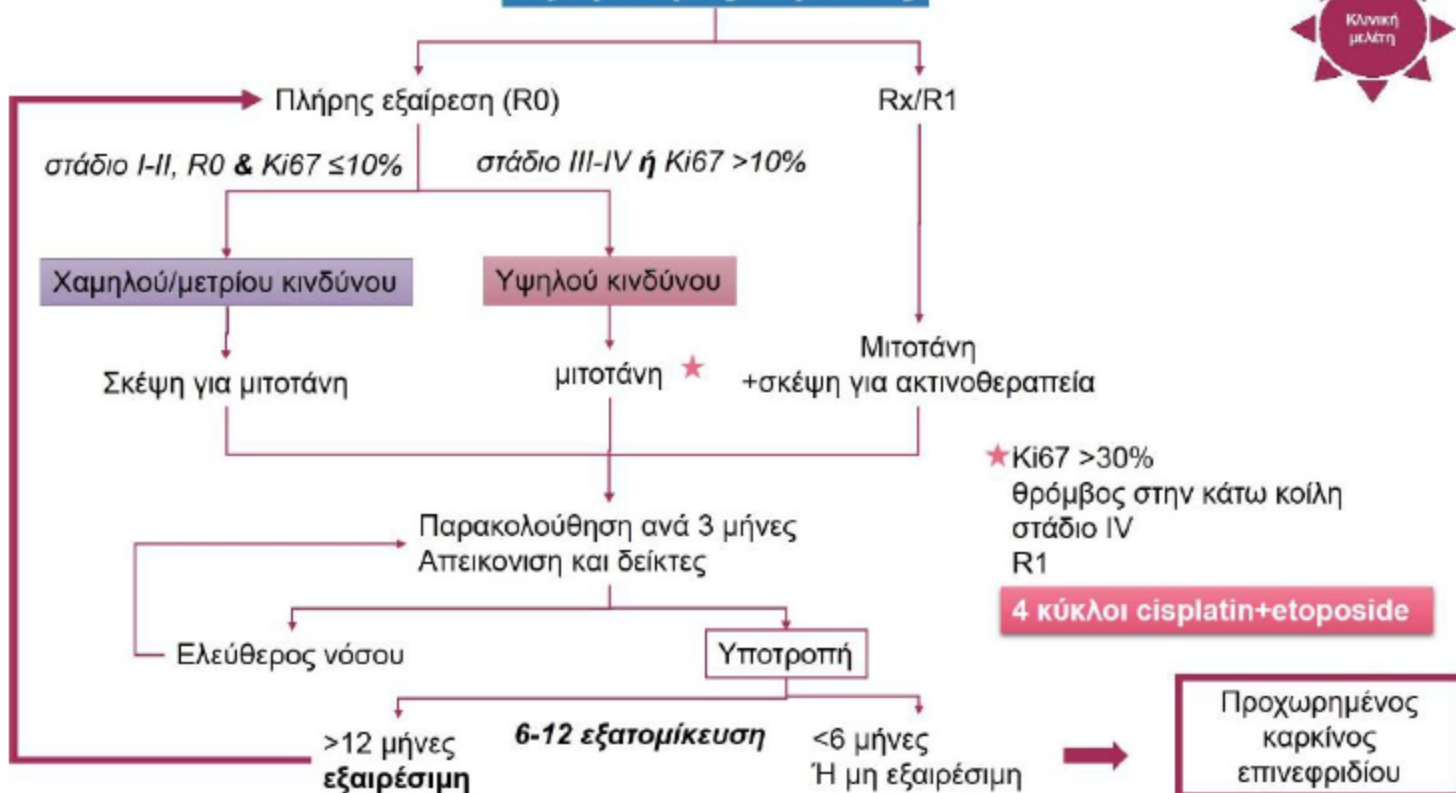 Κλινική
μελέτη
Πλήρης εξαίρεση (R0)
Rx/R1
στάδιο I-II, R0 & Ki67 ≤10%
στάδιο III-IV ή Ki67 >10%
Χαμηλού/μετρίου κινδύνου
Υψηλού κινδύνου
Σκέψη για μιτοτάνη
μιτοτάνη
Μιτοτάνη
+σκέψη για ακτινοθεραπεία
Ki67 >30%
θρόμβος στην κάτω κοίλη
στάδιο IV
R1
4 κύκλοι cisplatin+etoposide
Παρακολούθηση ανά 3 μήνες
Απεικονιση και δείκτες
Ελεύθερος νόσου
Υποτροπή
>12 μήνες
εξαιρέσιμη
6-12 εξατομίκευση
<6 μήνες
Ή μη εξαιρέσιμη
Προχωρημένος
καρκίνος
επινεφριδίου